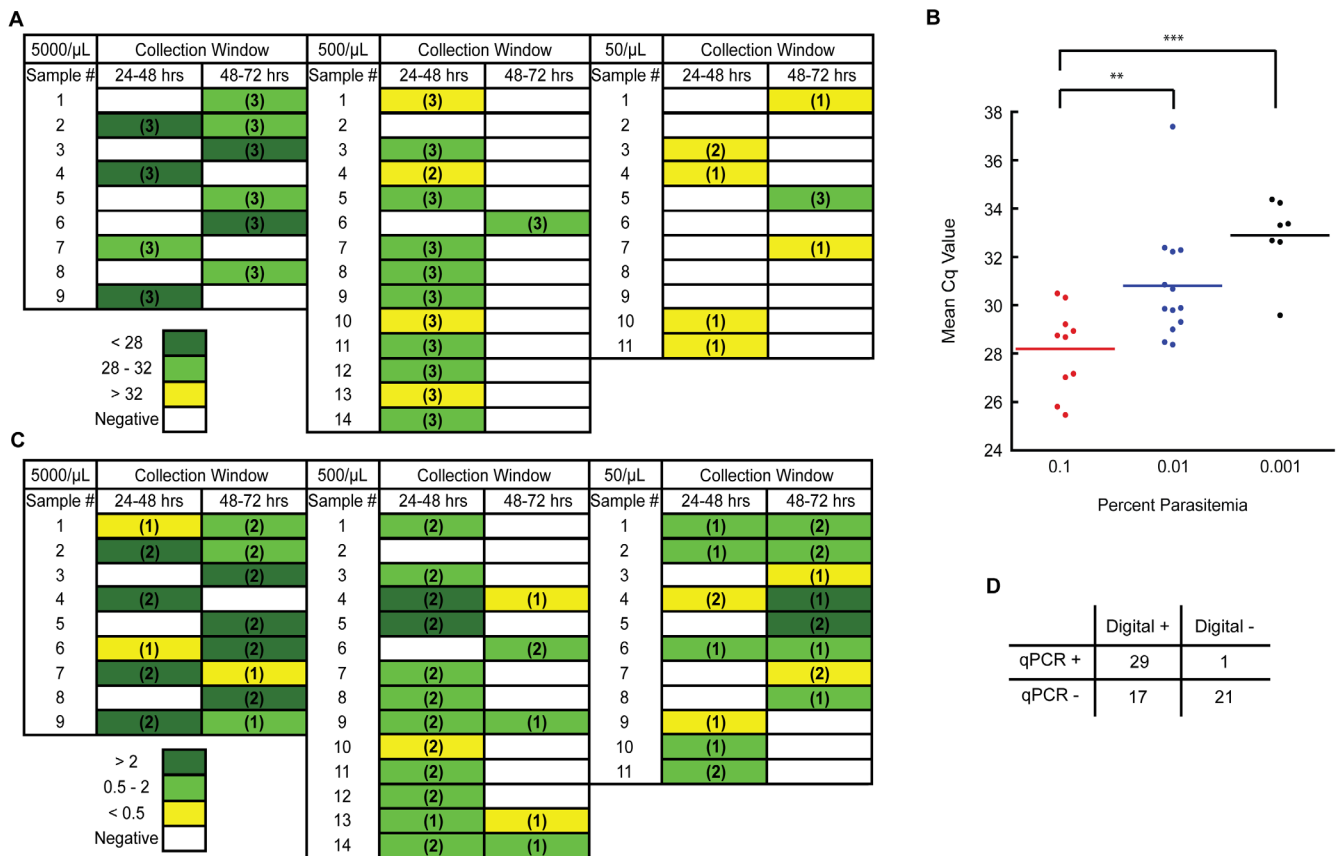 A
5000/µL Collection Window 500/µL Collection Window 50/µL Collection Window
Sample # 24-48 hrs 48-72 hrs Sample # 24-48 hrs 48-72 hrs Sample # 24-48 hrs 48-72 hrs
1 (3) 1 (3) 1 (1)
2 (3) (3) 2 2
3 (3) 3 (3) 3 (2)
4 (3) 4 (2) 4 (1)
5 (3) 5 (3) 5 (3)
6 (3) 6 (3) 6
7 (3) 7 (3) 7 (1)
8 (3) 8 (3) 8
9 (3) 9 (3) 9
10 (3) 10 (1)
11 (3) 11 (1)
12 (3)
13 (3)
14 (3)
< 28
28 - 32
> 32
Negative
B
***
**
Mean Cq Value
38
36
34
32
30
28
26
24
0.1 0.01 0.001
Percent Parasitemia
C
5000/µL Collection Window 500/µL Collection Window 50/µL Collection Window
Sample # 24-48 hrs 48-72 hrs Sample # 24-48 hrs 48-72 hrs Sample # 24-48 hrs 48-72 hrs
1 (1) (2) 1 (2) 1 (1) (2)
2 (2) (2) 2 2 (1) (2)
3 (2) 3 (2) 3 (1)
4 (2) 4 (2) (1) 4 (2) (1)
5 (2) 5 (2) 5 (2)
6 (1) (2) 6 (2) 6 (1) (1)
7 (2) (1) 7 (2) 7 (2)
8 (2) 8 (2) 8 (1)
9 (2) (1) 9 (2) (1) 9 (1)
10 (2) 10 (1)
11 (2) 11 (2)
12 (2)
13 (1) (1)
14 (2) (1)
> 2
0.5 - 2
< 0.5
Negative
D
Digital + Digital -
qPCR + 29 1
qPCR - 17 21